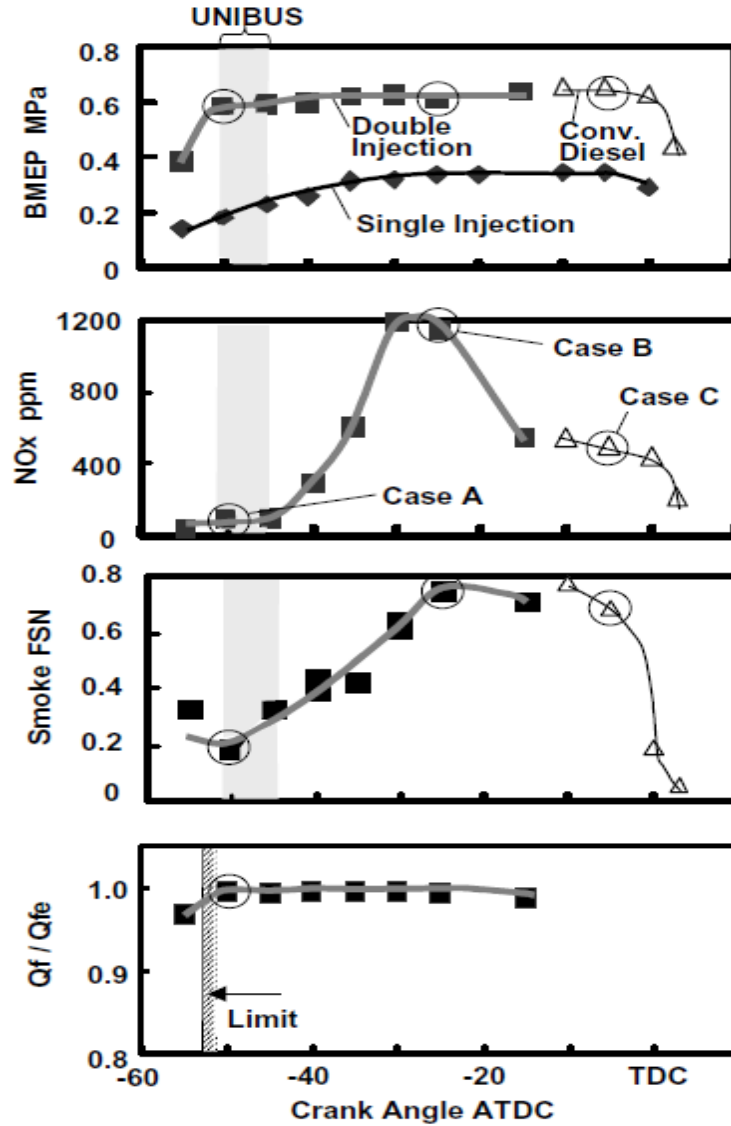 UNIBUS
0.8
0.6
0.4
0.2
0
BMEP MPa
Double
Injection
Conv.
Diesel
Single Injection
1200
800
400
0
NOx ppm
Case B
Case C
Case A
0.8
0.6
0.4
0.2
0
Smoke FSN
1.0
0.9
0.8
Qf / Qfe
Limit
-60 -40 -20 TDC
Crank Angle ATDC